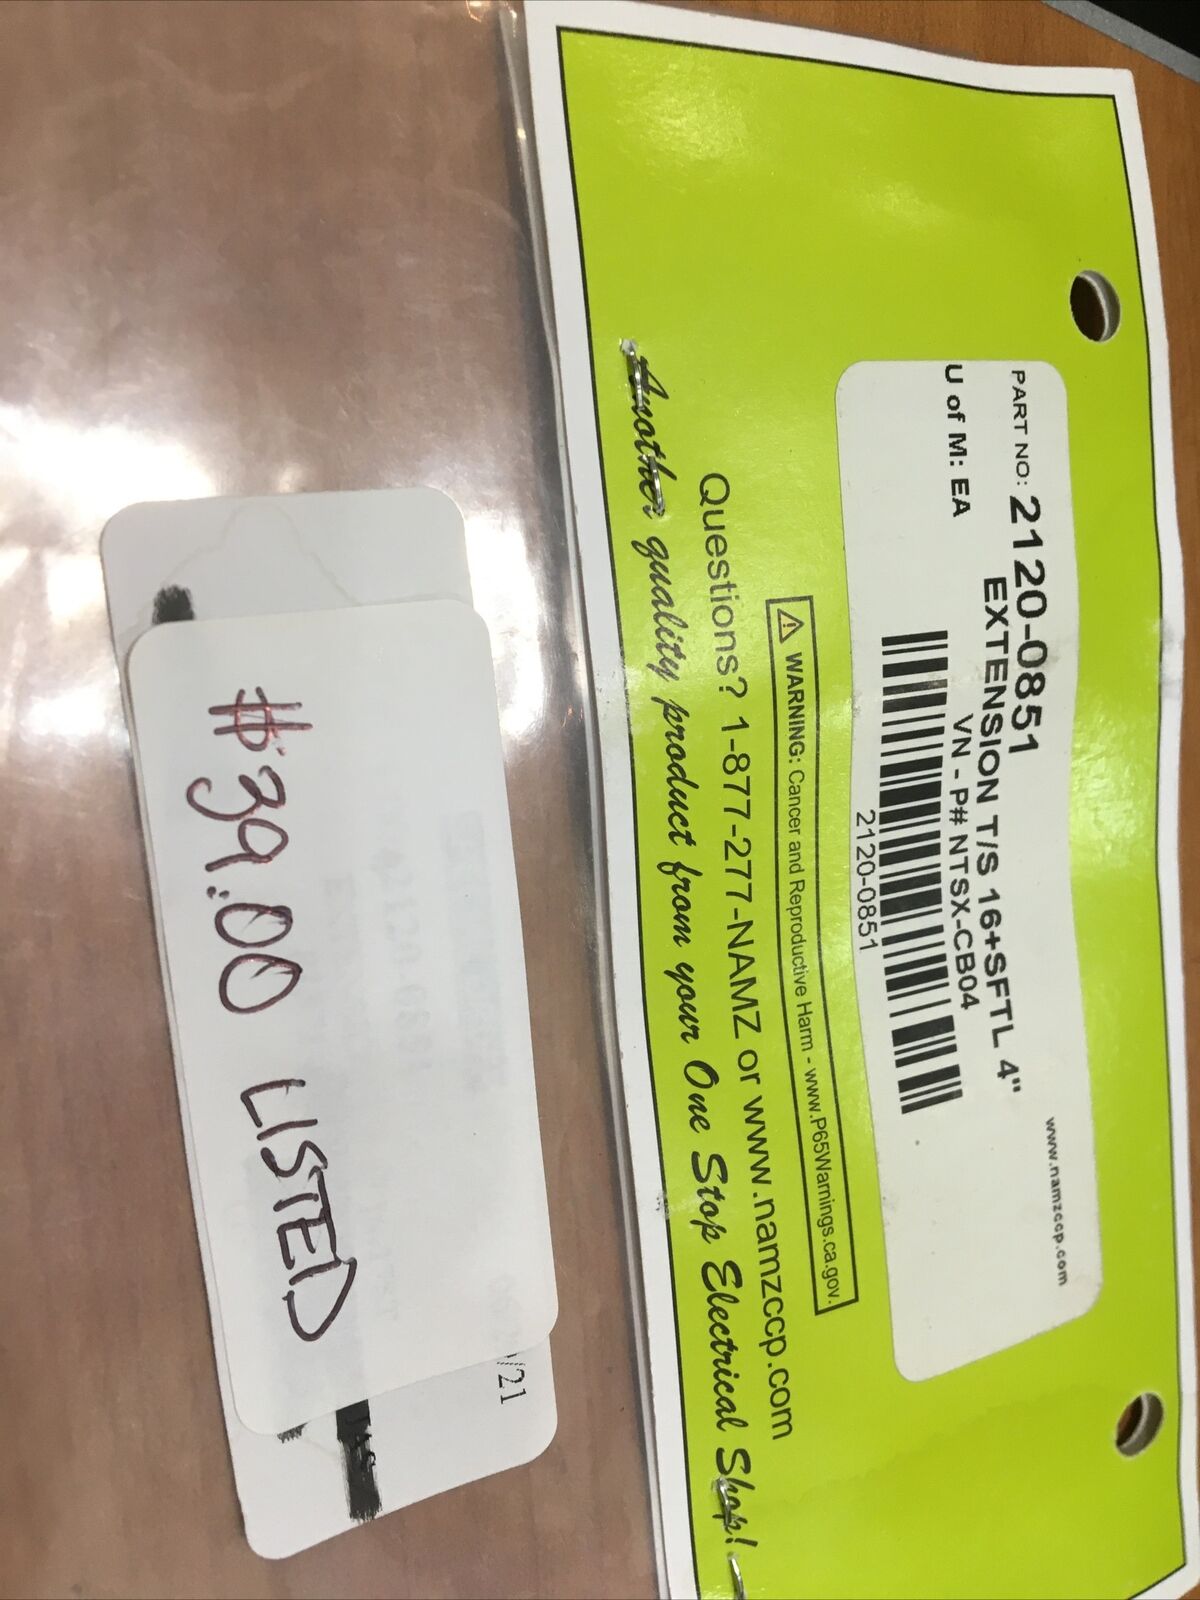 www.namzccp.com
PART NO: 2120-0851
EXTENSION T/S 16+SFTL 4"
VN - P# NTSX-CB04
U of M: EA
2120-0851
WARNING: Cancer and Reproductive Harm - www.P65Warnings.ca.gov.
Questions? 1-877-277-NAMZ or www.namzccp.com
Another quality product from your One Stop Electrical Shop!
/21
$39.00 LISTED